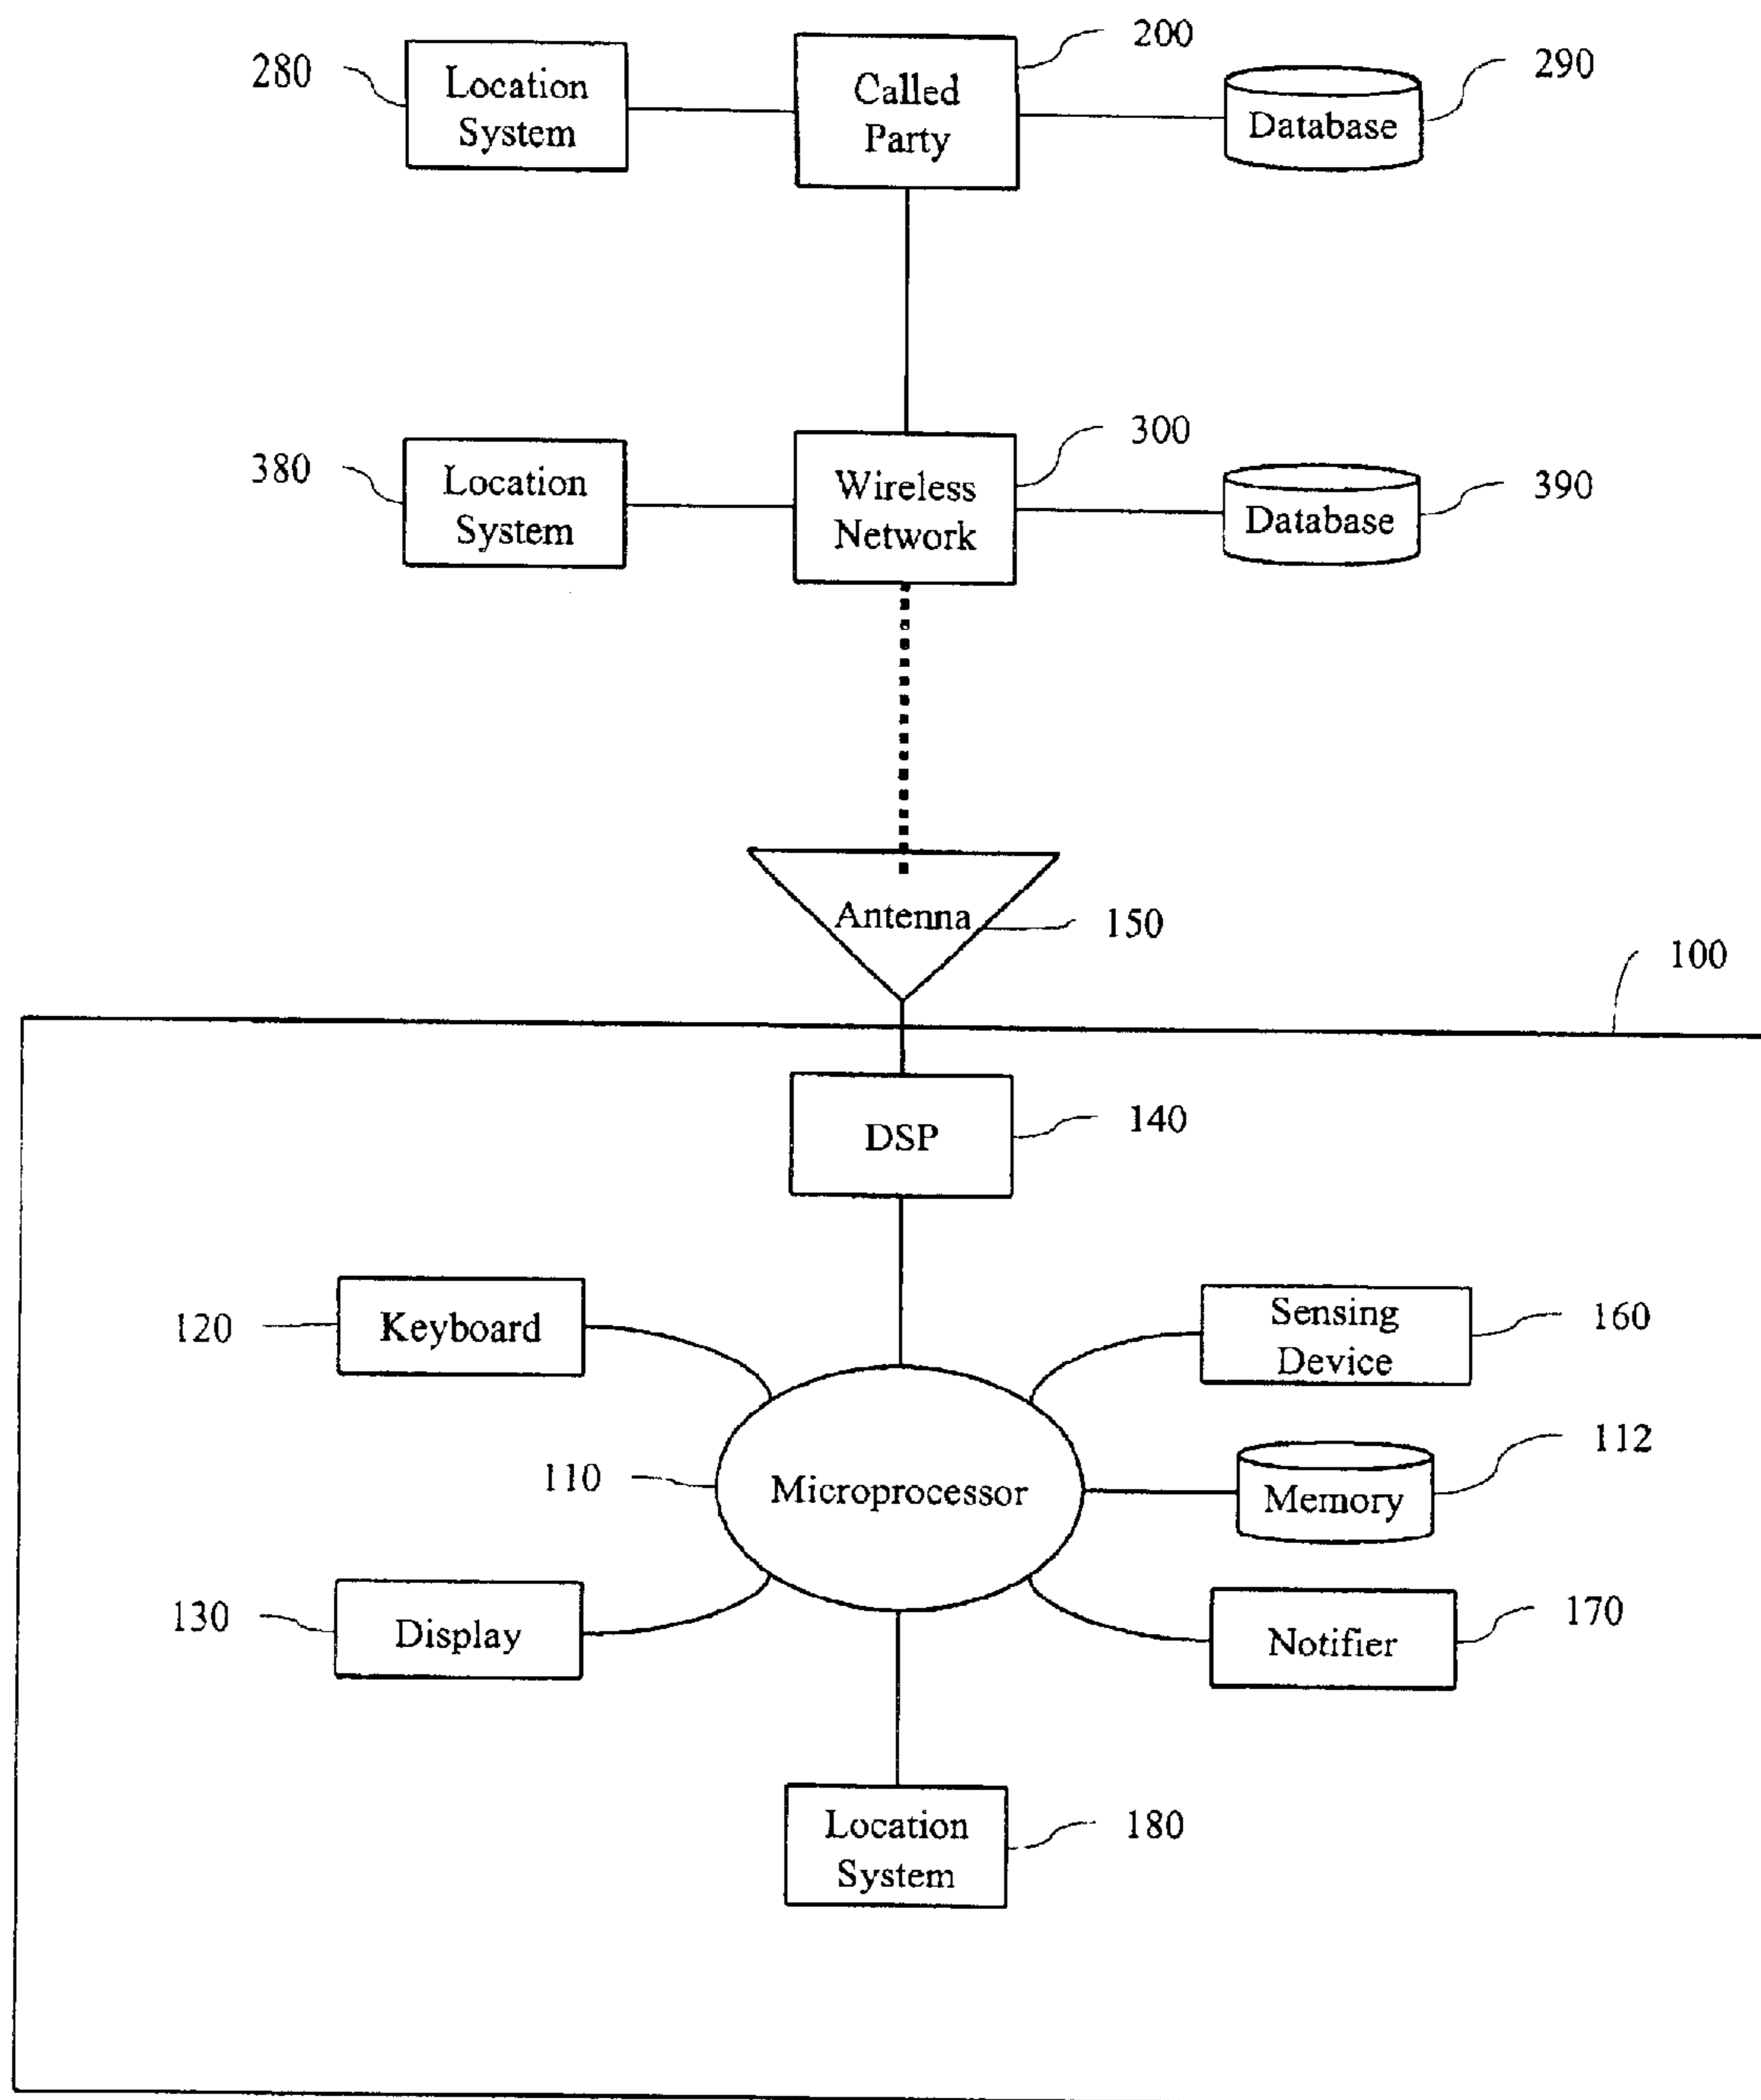 200
280
Location
System
Called
Party
Database
290
300
380
Location
System
Wireless
Network
Database
390
Antenna
150
100
DSP
140
120
Keyboard
Sensing
Device
160
110
Microprocessor
Memory
112
130
Display
Notifier
170
Location
System
180